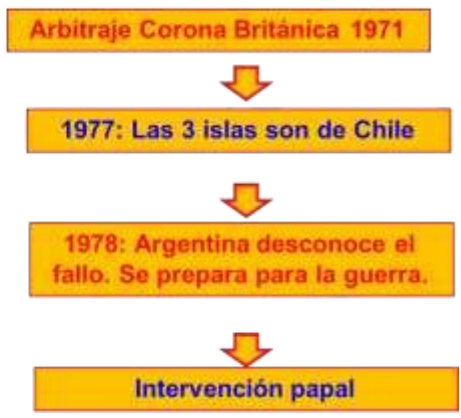 Arbitraje Corona Británica 1971
1977: Las 3 islas son de Chile
1978: Argentina desconoce el
fallo. Se prepara para la guerra.
Intervención papal